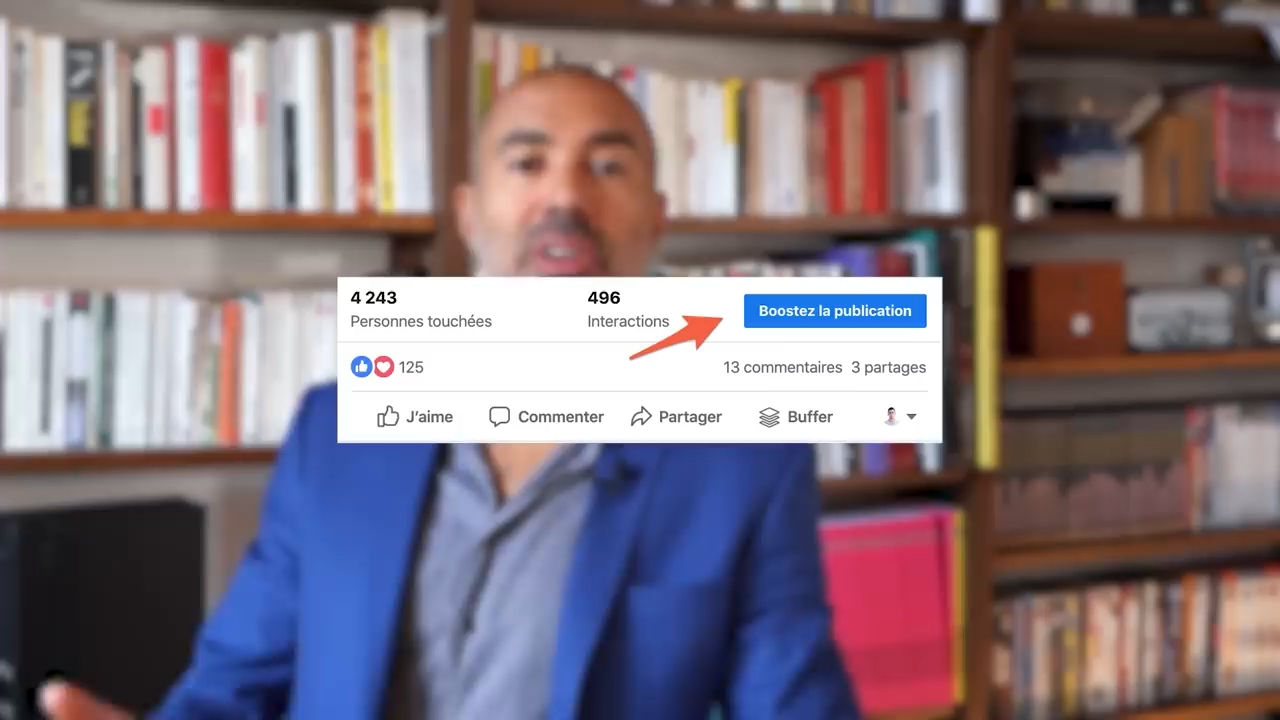 4 243
Personnes touchées
496
Interactions
Boostez la publication
125
13 commentaires 3 partages
J'aime
Commenter
Partager
Buffer